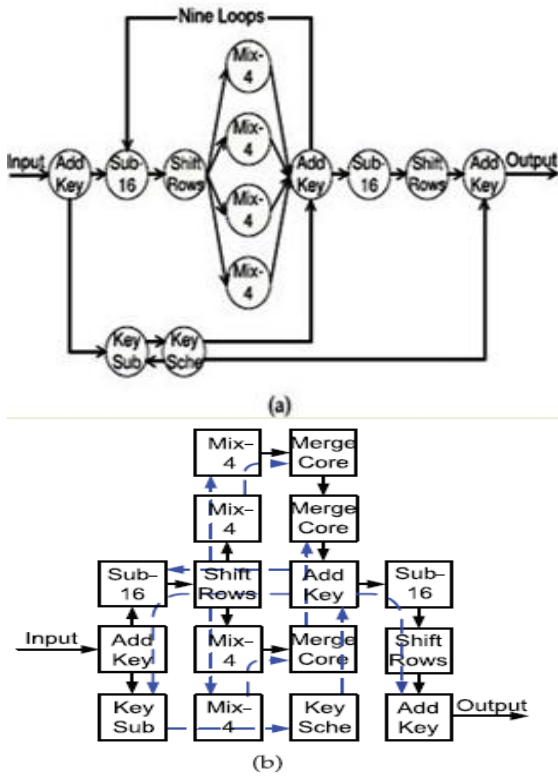 Nine Loops
Mix-
4
Mix-
4
Input
Add
Key
Sub-
16
Shift
Rows
Add
Key
Sub-
16
Shift
Rows
Add
Key
Output
Mix-
4
Mix-
4
Key
Sub
Key
Sche
(a)
Mix-
4
Merge
Core
Mix-
4
Merge
Core
Sub-
16
Shift
Rows
Add
Key
Sub-
16
Input
Add
Key
Mix-
4
Merge
Core
Shift
Rows
Key
Sub
Mix-
4
Key
Sche
Add
Key
Output
(b)